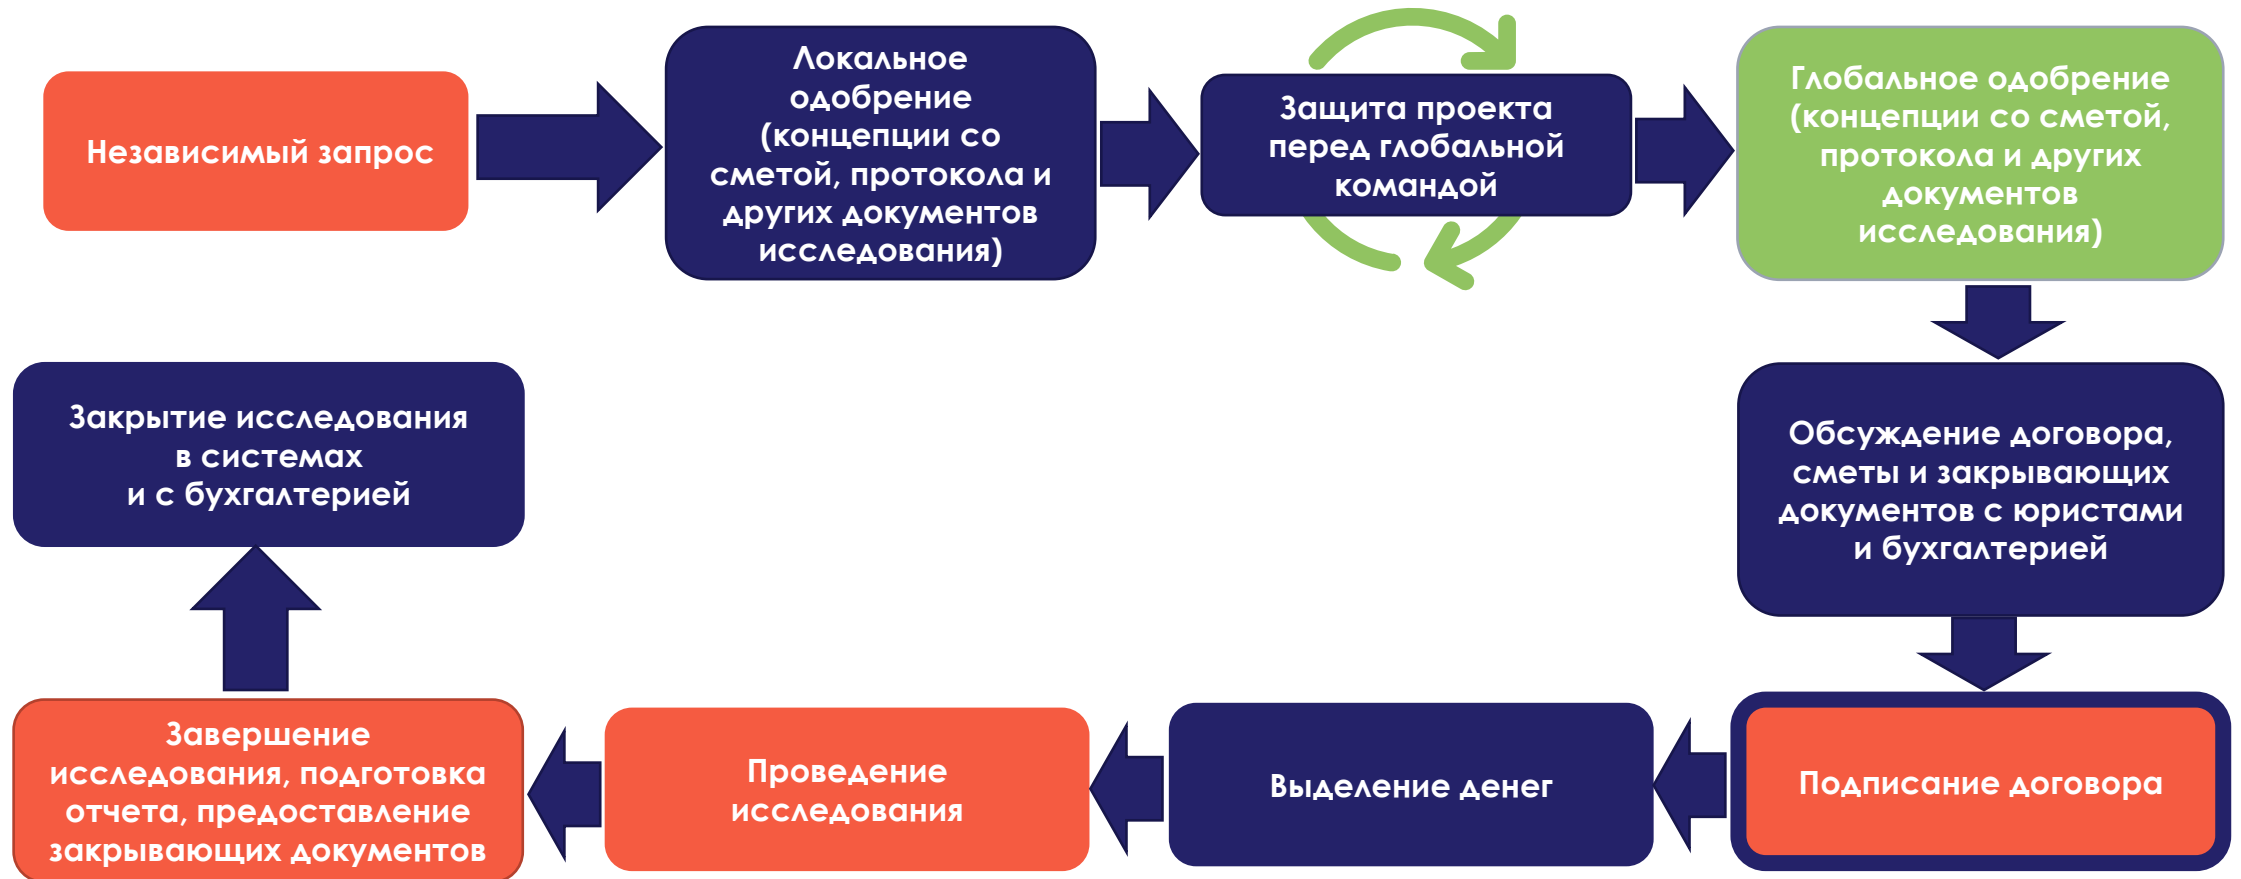 Независимый запрос
Локальное
одобрение
(концепции со
сметой, протокола и
других документов
исследования)
Защита проекта
перед глобальной
командой
Глобальное одобрение
(концепции со сметой,
протокола и других
документов
исследования)
Обсуждение договора,
сметы и закрывающих
документов с юристами
и бухгалтерией
Подписание договора
Выделение денег
Проведение
исследования
Завершение
исследования, подготовка
отчета, предоставление
закрывающих документов
Закрытие исследования
в системах
и с бухгалтерией